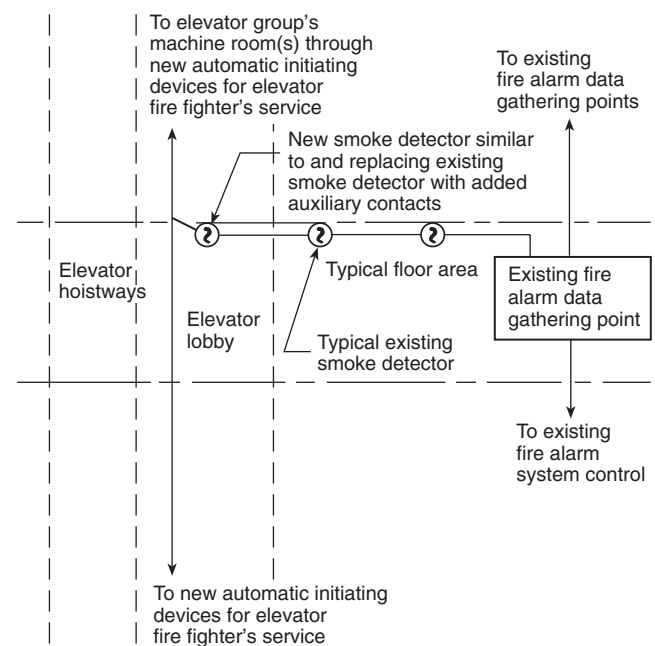 To elevator group's
machine room(s) through
new automatic initiating
devices for elevator
fire fighter's service
To existing
fire alarm data
gathering points
New smoke detector similar
to and replacing existing
smoke detector with added
auxiliary contacts
Elevator
hoistways
Typical floor area
Existing fire
alarm data
gathering point
Elevator
lobby
Typical existing
smoke detector
To existing
fire alarm
system control
To new automatic initiating
devices for elevator
fire fighter's service